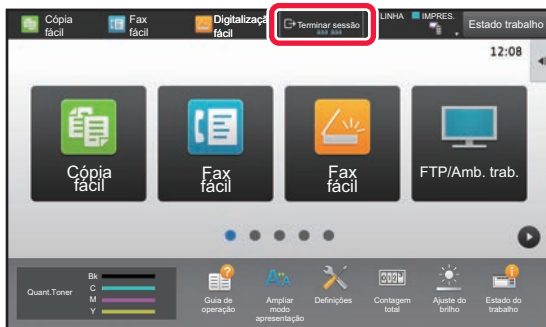 Cópia
fácil
Fax
fácil
Digitalizaçã
fácil
Terminar sessão
LINHA
IMPRES.
Estado trabalho
12:08
Cópia
fácil
Fax
fácil
Fax
fácil
FTP/Amb. trab.
Quant.Toner
Bk
C
M
Y
Guia de
operação
Ampliar
modo
apresentação
Definições
Contagem
total
Ajuste do
brilho
Estado do
trabalho